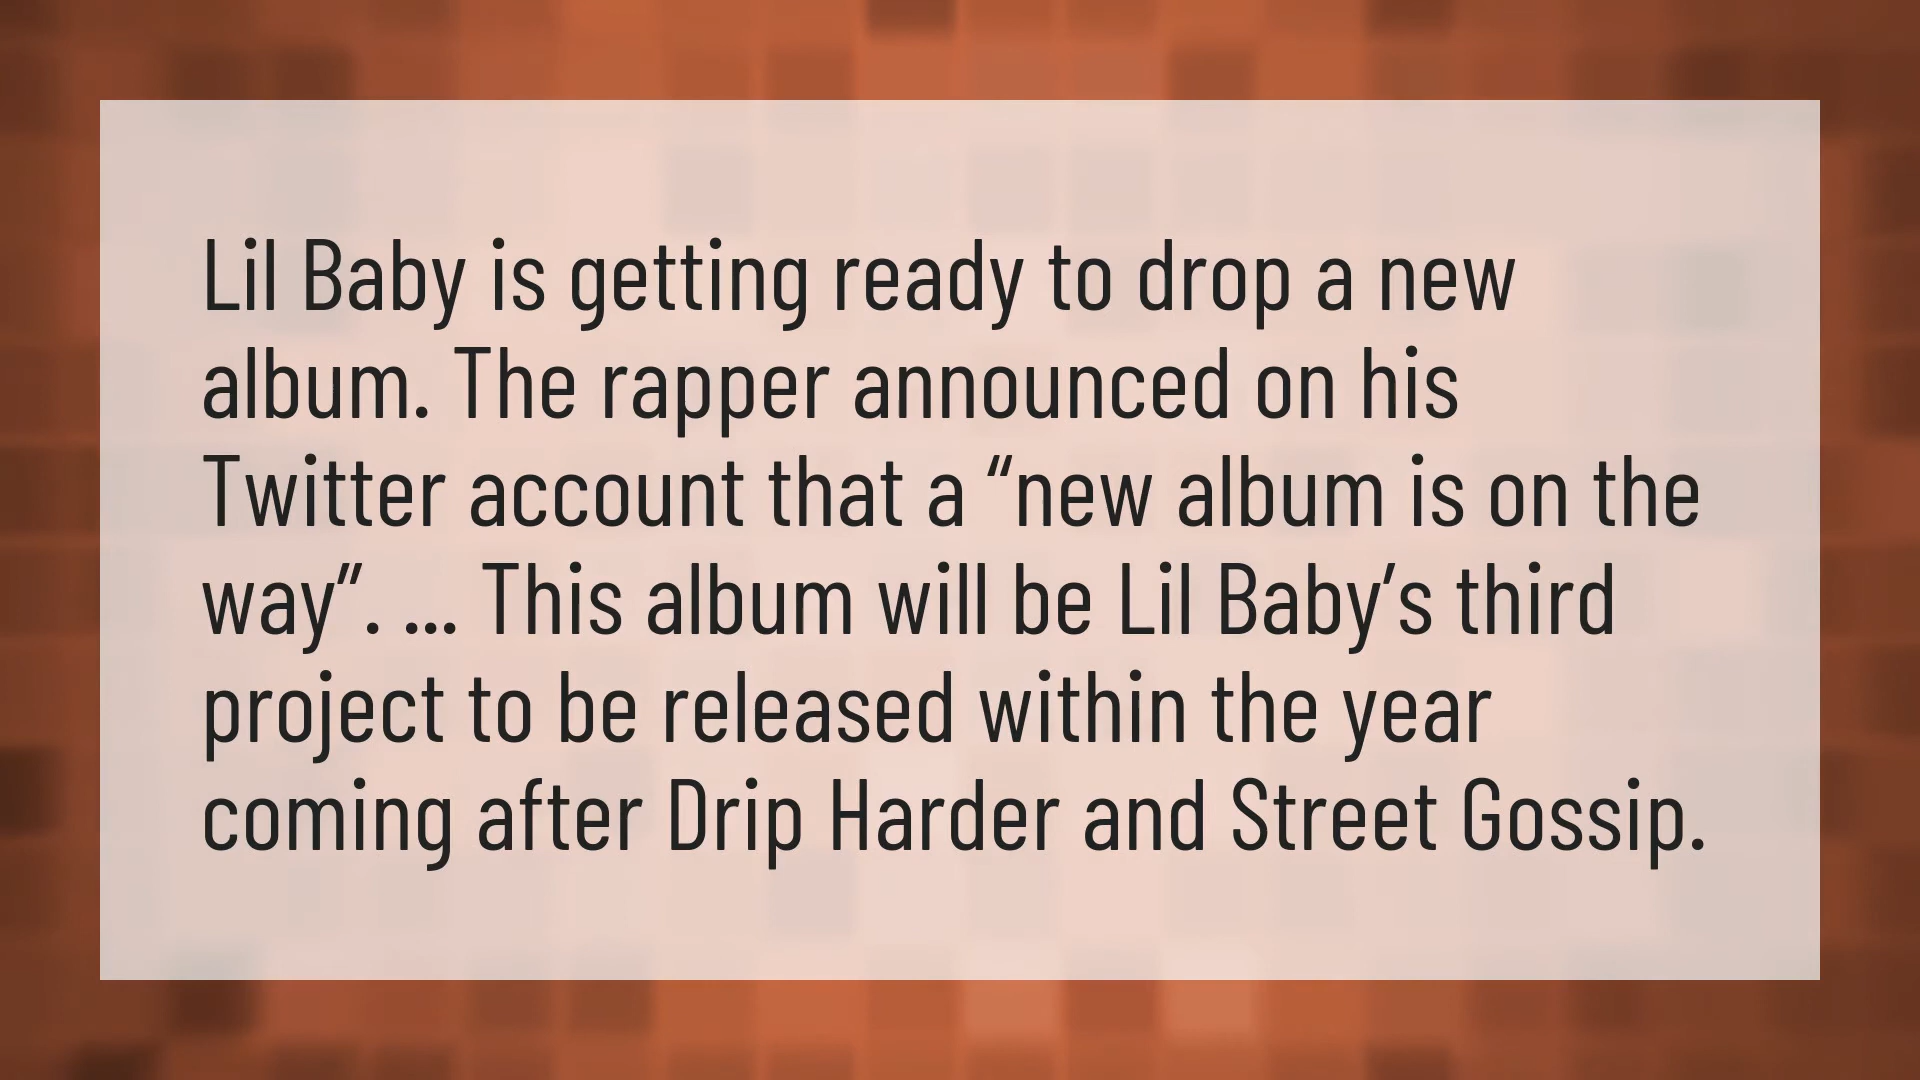 Lil Baby is getting ready to drop a new
album. The rapper announced on his
Twitter account that a “new album is on the
way”. ... This album will be Lil Baby’s third
project to be released within the year
coming after Drip Harder and Street Gossip.